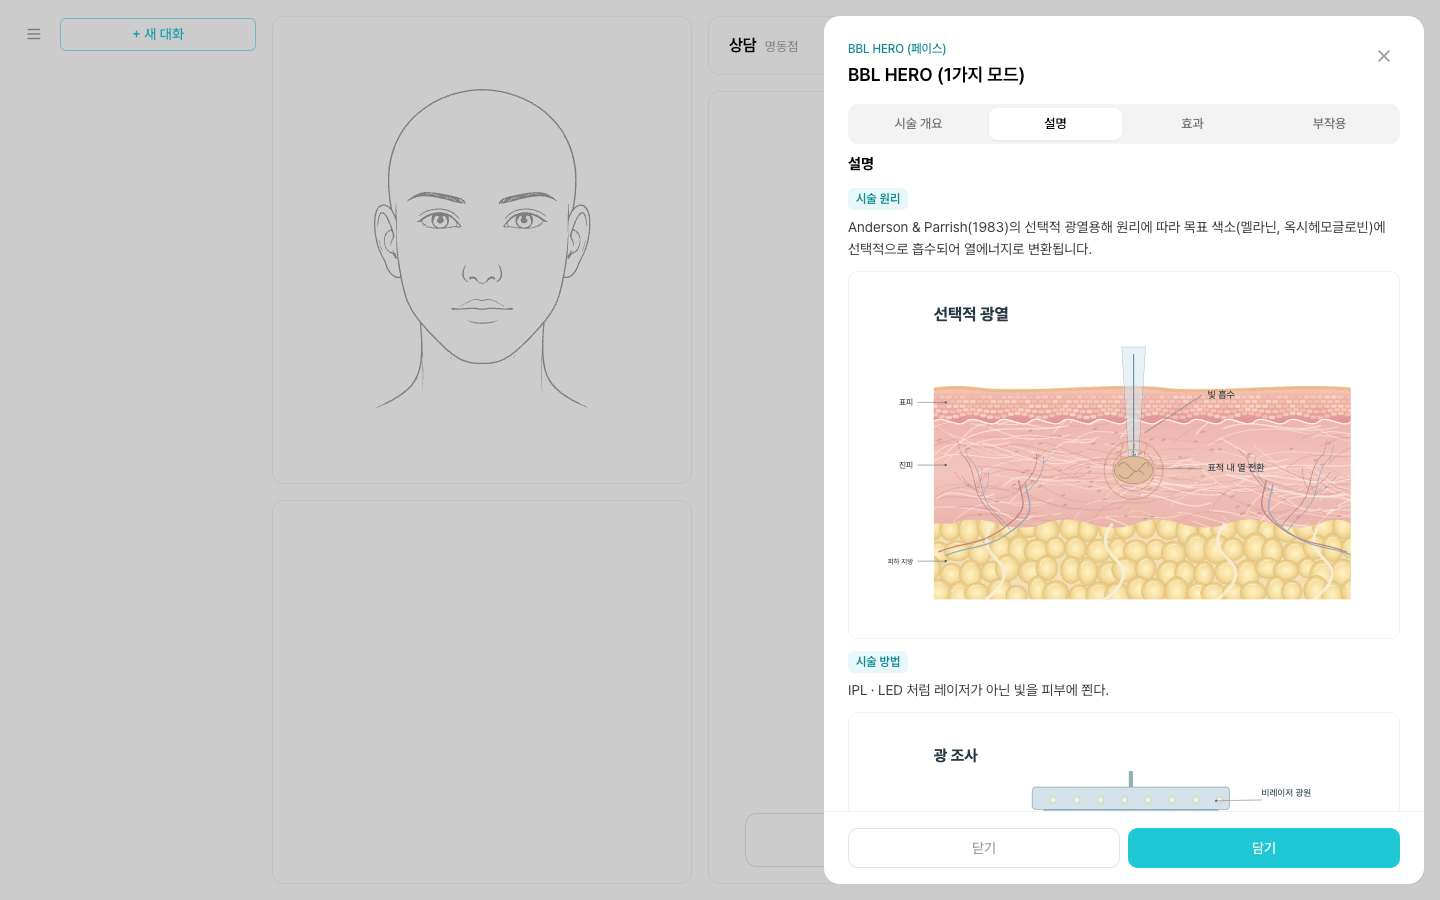 + 새 대화
상담 명동점
BBL HERO (페이스)
BBL HERO (1가지 모드)
시술 개요
설명
효과
부작용
설명
시술 원리
Anderson & Parrish(1983)의 선택적 광열용해 원리에 따라 목표 색소(멜라닌, 옥시헤모글로빈)에
선택적으로 흡수되어 열에너지로 변환됩니다.
선택적 광열
빛 흡수
표피
진피
표적 내 열 전환
피하 지방
시술 방법
IPL · LED 처럼 레이저가 아닌 빛을 피부에 쬔다.
광 조사
비레이저 광원
닫기
담기